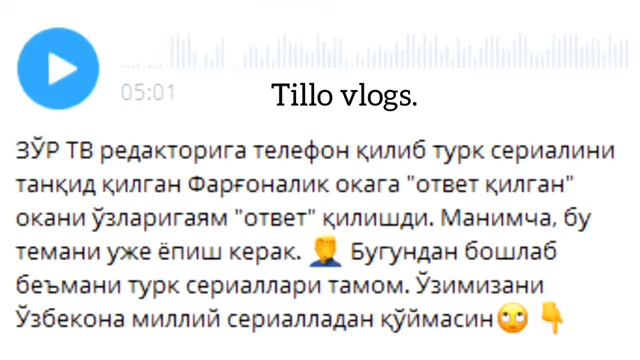 05:01
Tillo vlogs.
ЗЎР ТВ редакторига телефон қилиб турк сериалини
танқид қилган Фарғоналик окага "ответ қилган"
окани ўзларигаям "ответ" қилишди. Манимча, бу
темани уже ёпиш керак. 🤦‍♂️ Бугундан бошлаб
беъмани турк сериаллари тамом. Ўзимизани
Ўзбекона миллий сериалладан қўймасин🙄 👇